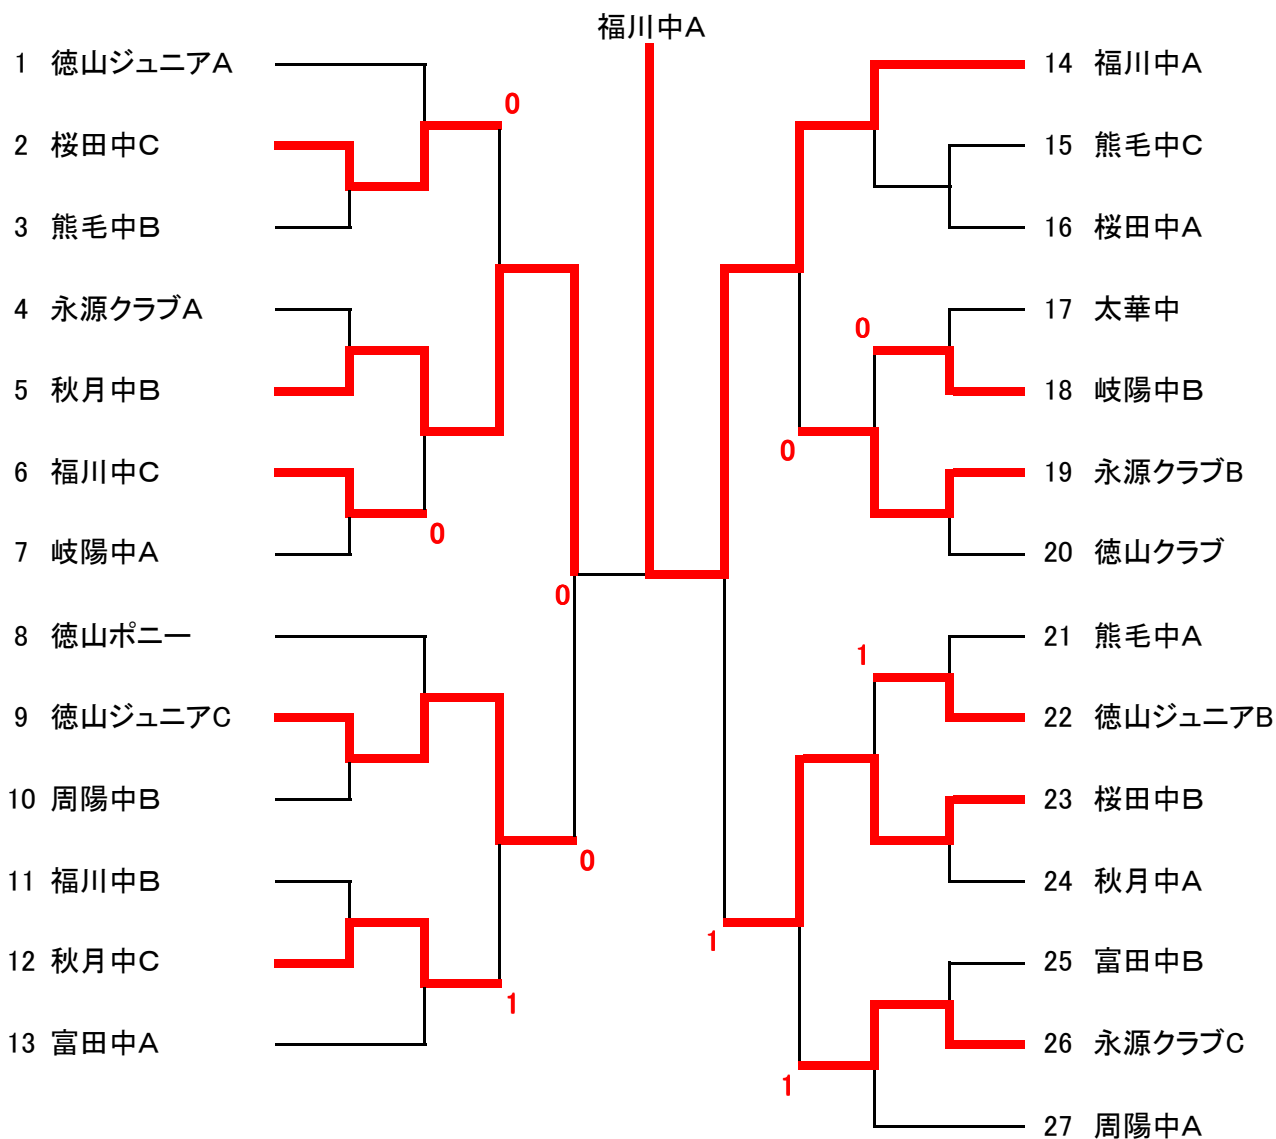 福川中A
1 徳山ジュニアA
2 桜田中C
3 熊毛中B
4 永源クラブA
5 秋月中B
6 福川中C
7 岐陽中A
8 徳山ポニー
9 徳山ジュニアC
10 周陽中B
11 福川中B
12 秋月中C
13 富田中A
0
0
0
0
1
14 福川中A
15 熊毛中C
16 桜田中A
17 太華中
18 岐陽中B
19 永源クラブB
20 徳山クラブ
21 熊毛中A
22 徳山ジュニアB
23 桜田中B
24 秋月中A
25 富田中B
26 永源クラブC
27 周陽中A
0
0
1
1
1